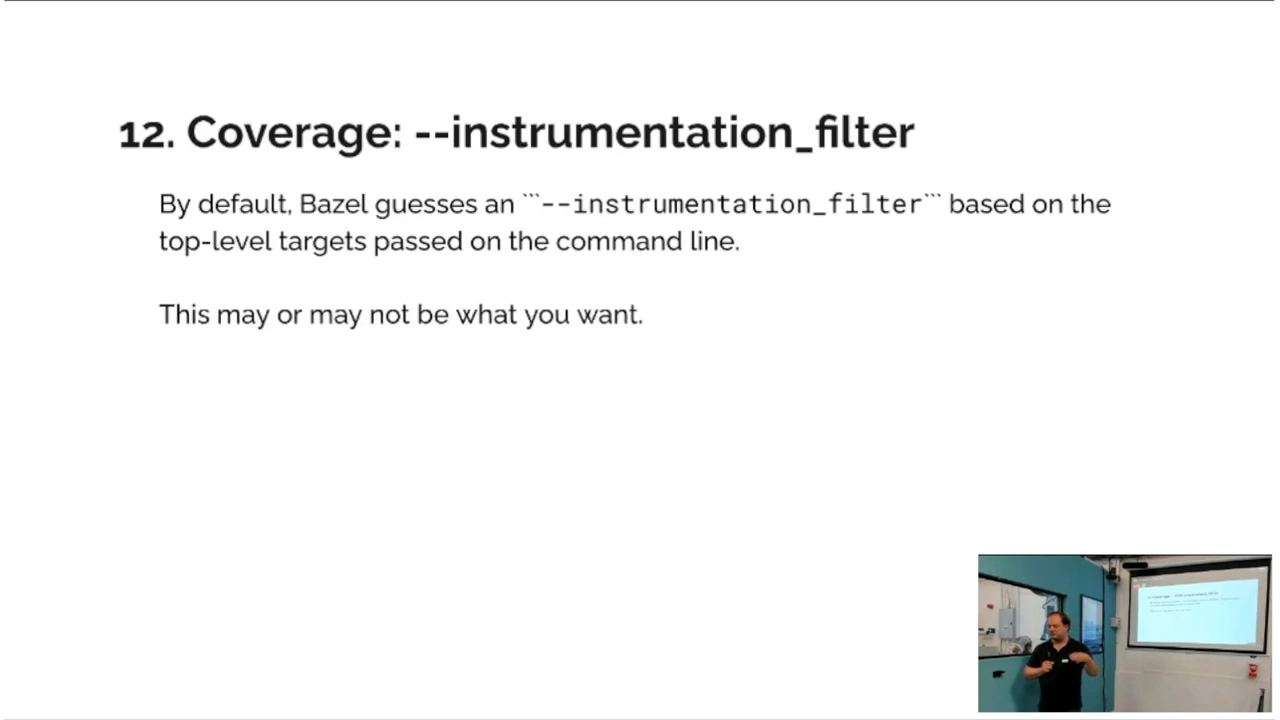 12. Coverage: --instrumentation_filter
By default, Bazel guesses an ```--instrumentation_filter``` based on the
top-level targets passed on the command line.
This may or may not be what you want.